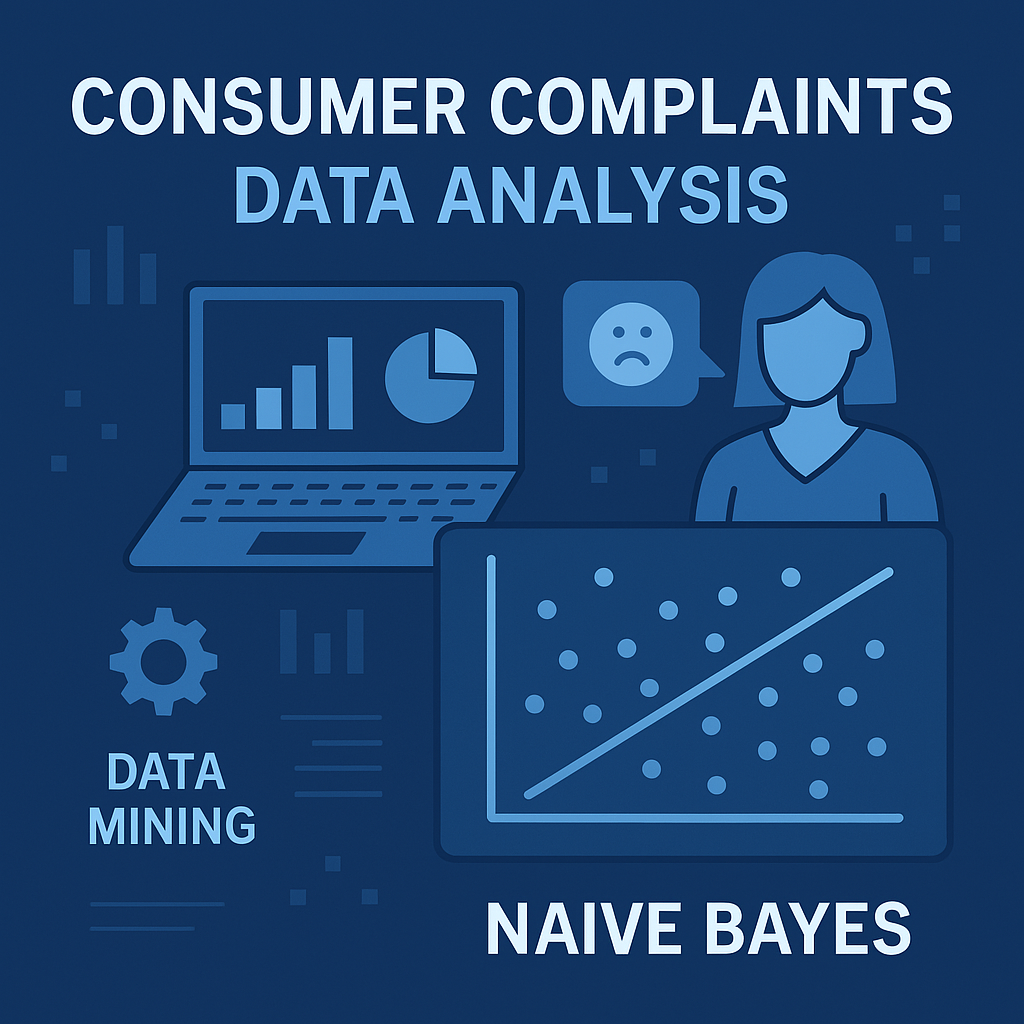 CONSUMER COMPLAINTS
DATA ANALYSIS
DATA
MINING
NAIVE BAYES